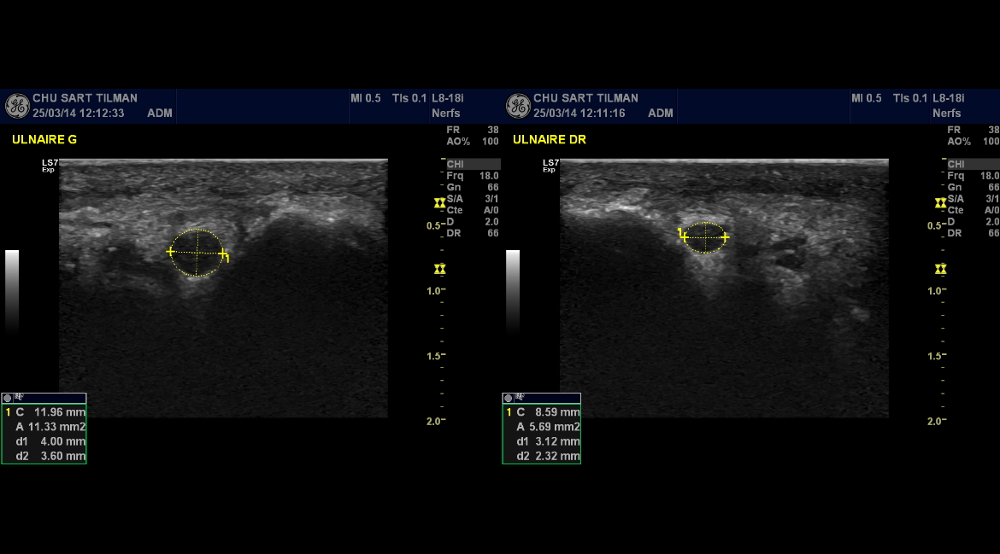 CHU SART TILMAN
25/03/14 12:12:33 ADM
MI 0.5 TIs 0.1 L8-18i
Nerfs
ULNAIRE G
LS7
Exp
FR 38
AO% 100
CHI
Frq 18.0
Gn 66
S/A 3/1
Cte A/0
D 2.0
DR 66
0.5
1.0
1.5
2.0
1
1 C 11.96 mm
A 11.33 mm2
d1 4.00 mm
d2 3.60 mm
CHU SART TILMAN
25/03/14 12:11:16 ADM
MI 0.5 TIs 0.1 L8-18i
Nerfs
ULNAIRE DR
LS7
Exp
FR 38
AO% 100
CHI
Frq 18.0
Gn 66
S/A 3/1
Cte A/0
D 2.0
DR 66
0.5
1.0
1.5
2.0
1
1 C 8.59 mm
A 5.69 mm2
d1 3.12 mm
d2 2.32 mm